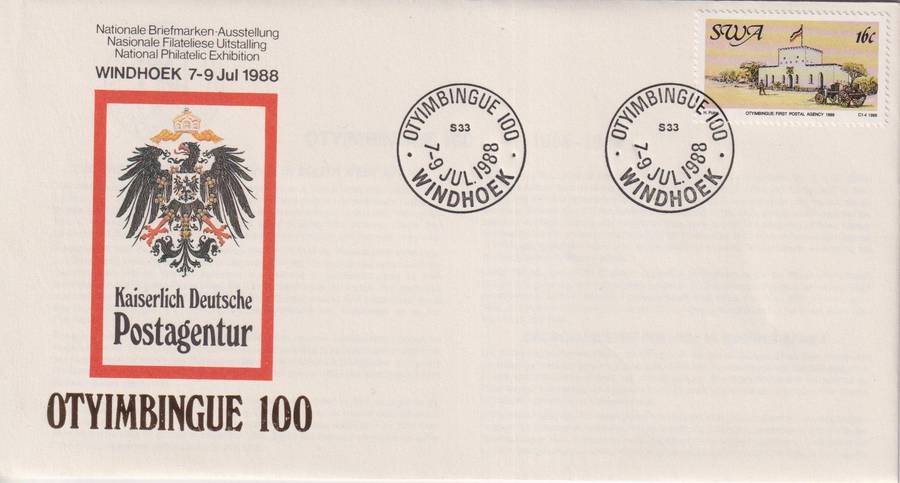 Nationale Briefmarken-Ausstellung
Nasionale Filateliese Uitstalling
National Philatelic Exhibition
WINDHOEK 7-9 Jul 1988
Kaiserlich Deutsche
Postagentur
OTYIMBINGUE 100
OTYIMBINGUE 100
S33
7-9 JUL. 1988
WINDHOEK
OTYIMBINGUE 100
S33
7-9 JUL. 1988
WINDHOEK
SWA
16c
OTYIMBINGUE FIRST POSTAL AGENCY 1888